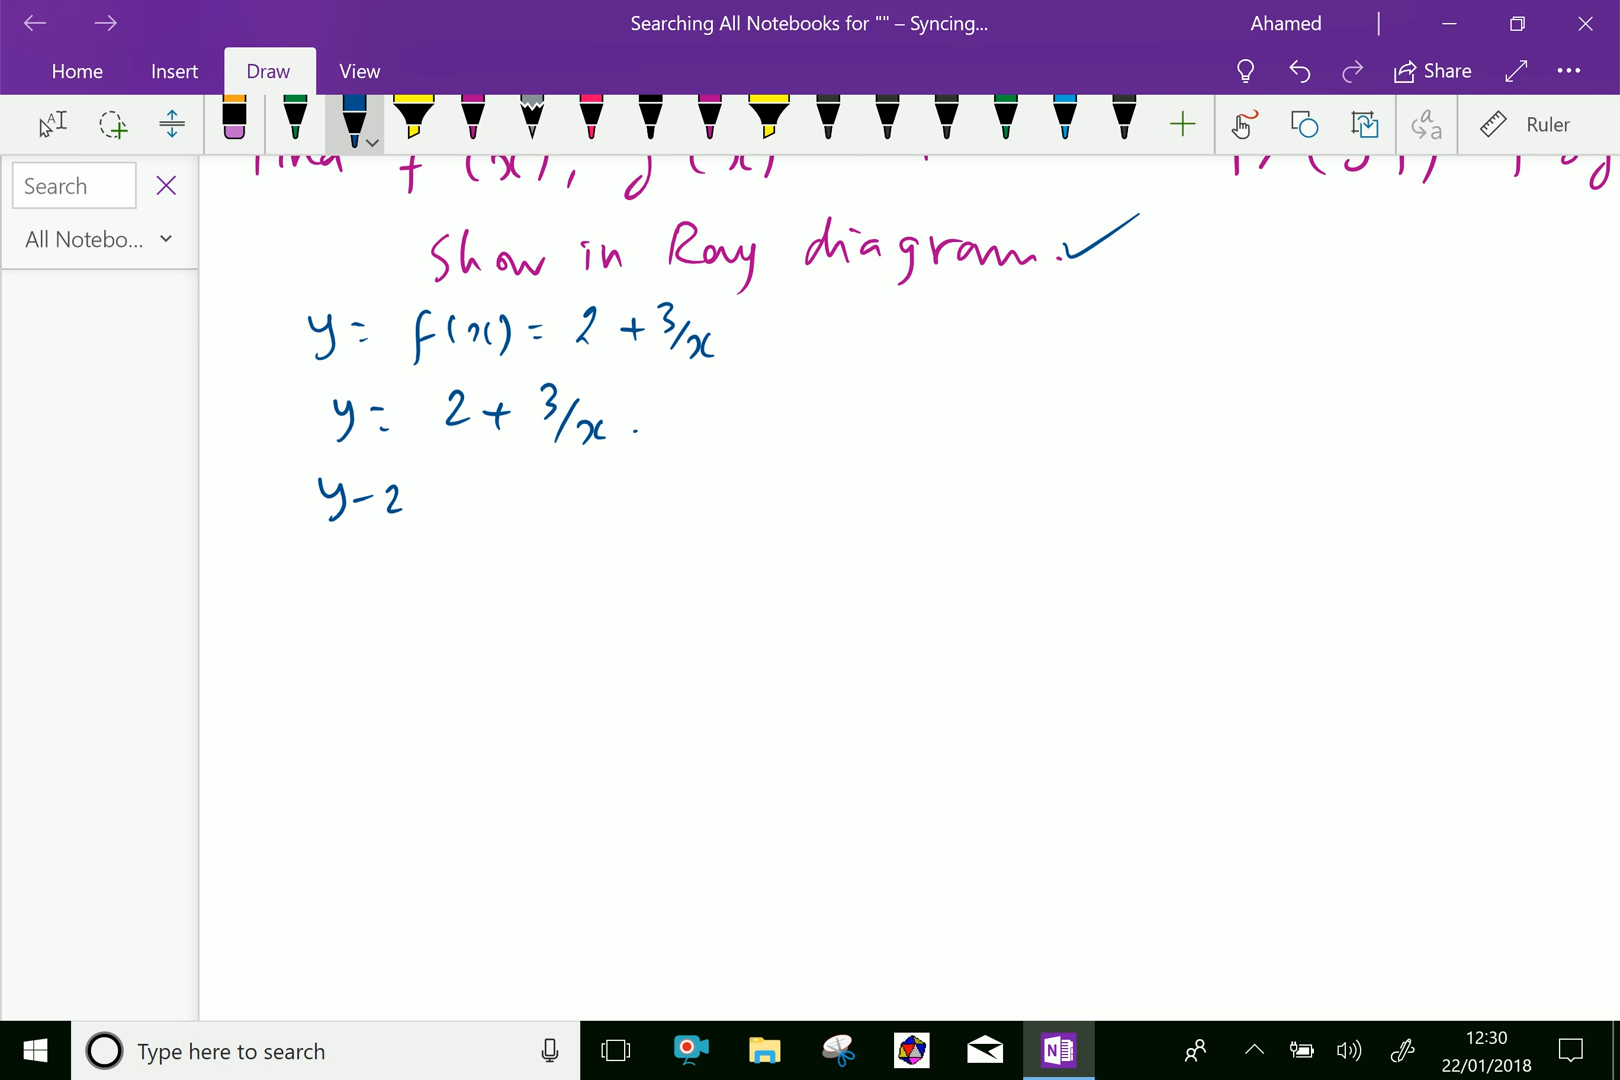 Searching All Notebooks for "" – Syncing...
Ahamed
Home Insert Draw View
Share
Ruler
Search
All Notebo...
Find f (x), g (x)
Show in Ray diagram.
y = f(x) = 2 + 3/x
y = 2 + 3/x .
y - 2
Type here to search
12:30
22/01/2018